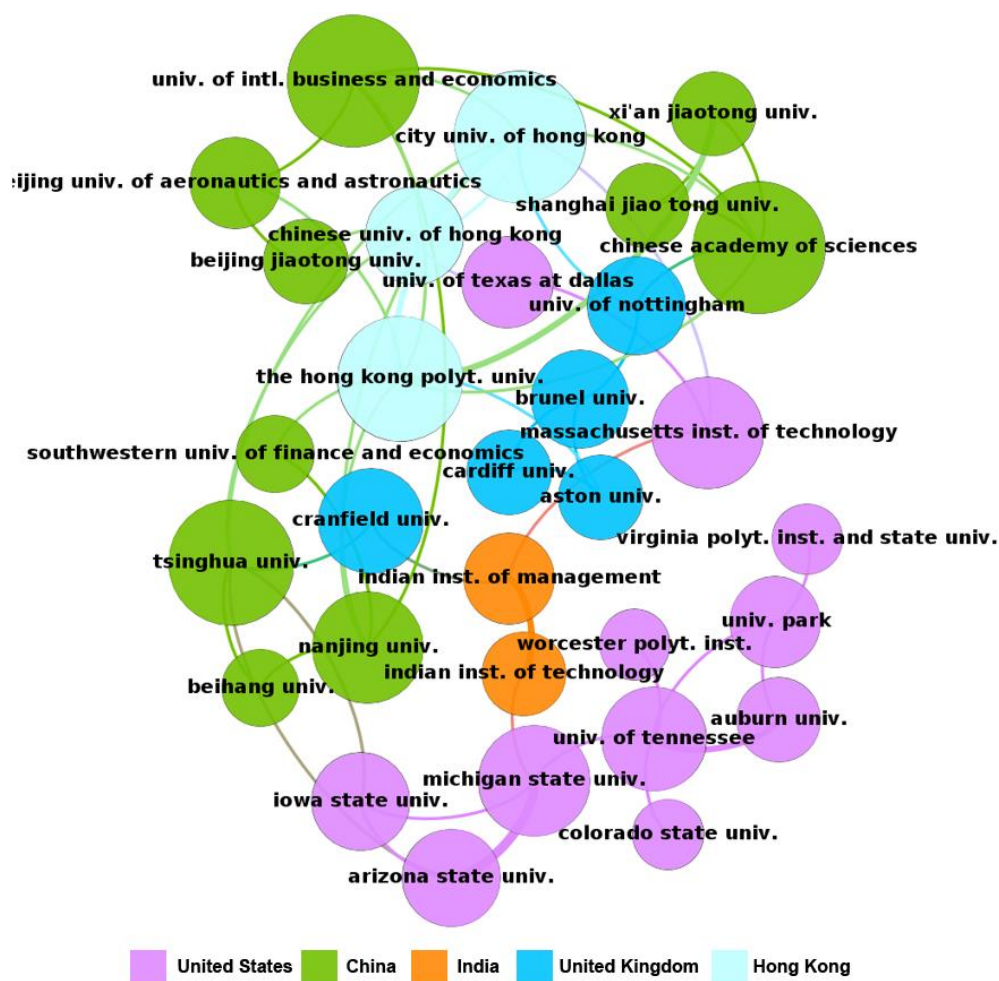 univ. of intl. business and economics
xi'an jiaotong univ.
city univ. of hong kong
eijing univ. of aeronautics and astronautics
shanghai jiao tong univ.
chinese univ. of hong kong
chinese academy of sciences
beijing jiaotong univ.
univ. of texas at dallas
univ. of nottingham
the hong kong polyt. univ.
brunel univ.
massachusetts inst. of technology
southwestern univ. of finance and economics
cardiff univ.
aston univ.
cranfield univ.
virginia polyt. inst. and state univ.
tsinghua univ.
indian inst. of management
univ. park
nanjing univ.
worcester polyt. inst.
indian inst. of technology
beihang univ.
auburn univ.
univ. of tennessee
michigan state univ.
iowa state univ.
colorado state univ.
arizona state univ.
United States China India United Kingdom Hong Kong